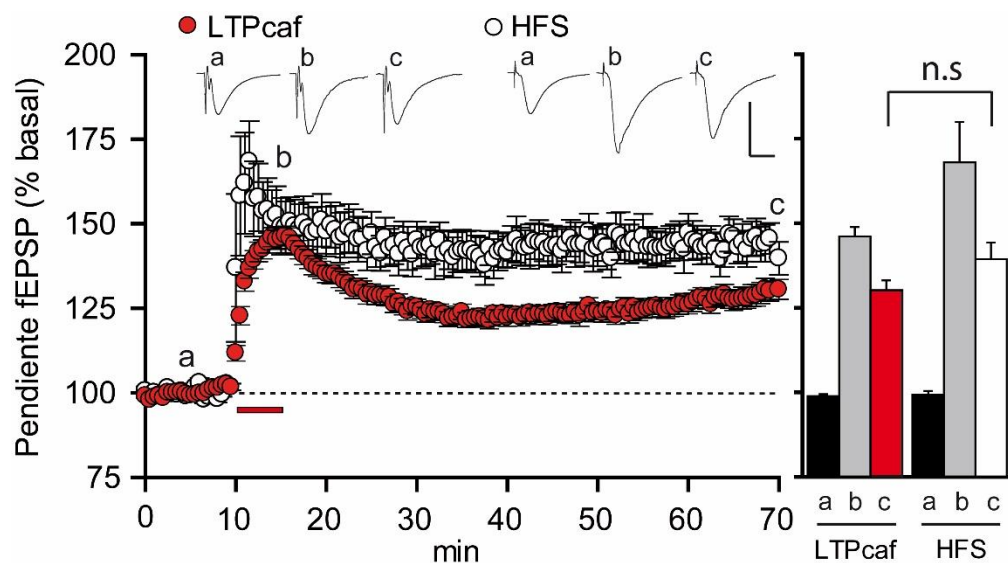 LTPcaf HFS
a b c a b c
n.s
200
175
150
125
100
75
Pendiente fEPSP (% basal)
a
b
c
0 10 20 30 40 50 60 70
min
a b c a b c
LTPcaf HFS